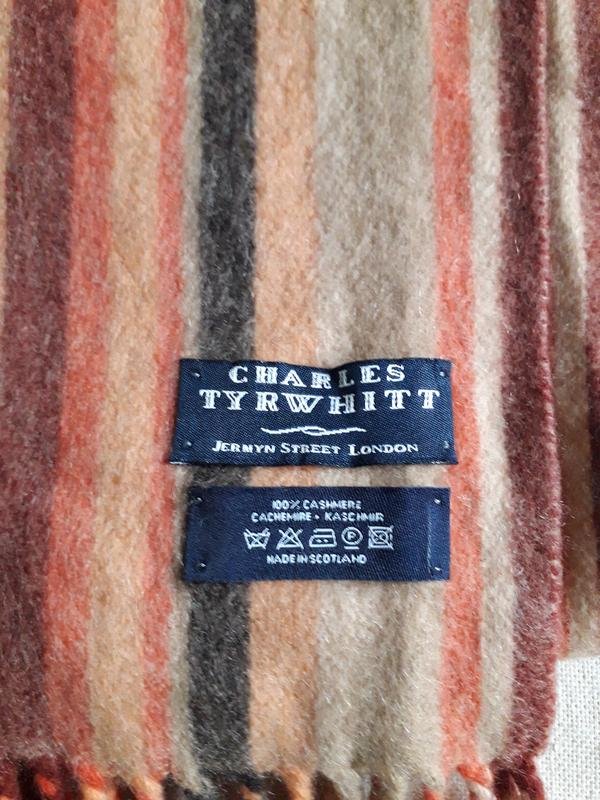 CHARLES
TYRWHITT
JERMYN STREET LONDON
100% CASHMERE
CACHEMIRE - KASCHMIR
P
MADE IN SCOTLAND